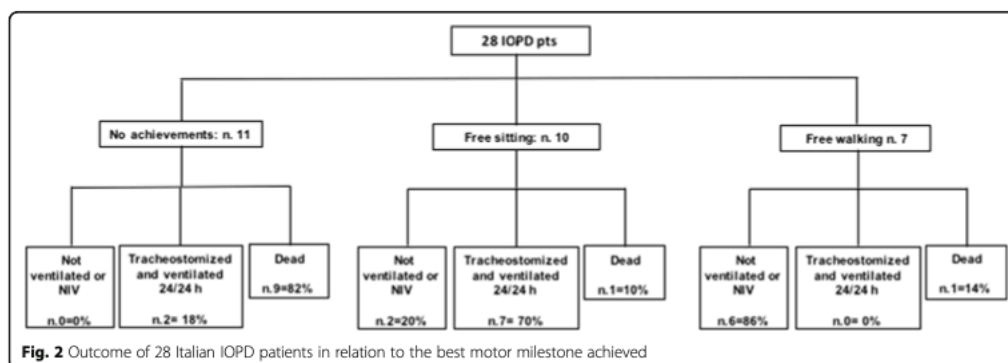 28 IOPD pts
No achievements: n. 11
Free sitting: n. 10
Free walking n. 7
Not
ventilated or
NIV
n.0=0%
Tracheostomized
and ventilated
24/24 h
n.2= 18%
Dead
n.9=82%
Not
ventilated or
NIV
n.2=20%
Tracheostomized
and ventilated
24/24 h
n.7= 70%
Dead
n.1=10%
Not
ventilated or
NIV
n.6=86%
Tracheostomized
and ventilated
24/24 h
n.0= 0%
Dead
n.1=14%
Fig. 2 Outcome of 28 Italian IOPD patients in relation to the best motor milestone achieved